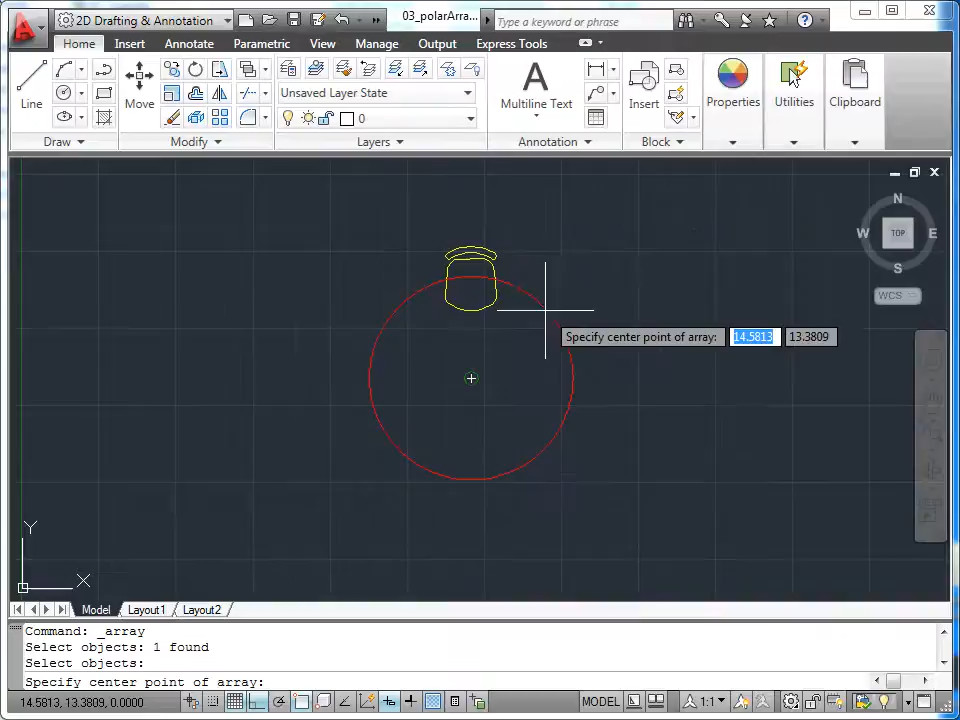 2D Drafting & Annotation
03_polarArra...
Type a keyword or phrase
Home Insert Annotate Parametric View Manage Output Express Tools
Line
Move
Unsaved Layer State
0
A
Multiline Text
Insert
Properties
Utilities
Clipboard
Draw
Modify
Layers
Annotation
Block
N
W TOP E
S
WCS
Specify center point of array: 14.5813 13.3809
Y
X
Model Layout1 Layout2
Command: _array
Select objects: 1 found
Select objects:
Specify center point of array:
14.5813, 13.3809, 0.0000
MODEL
1:1